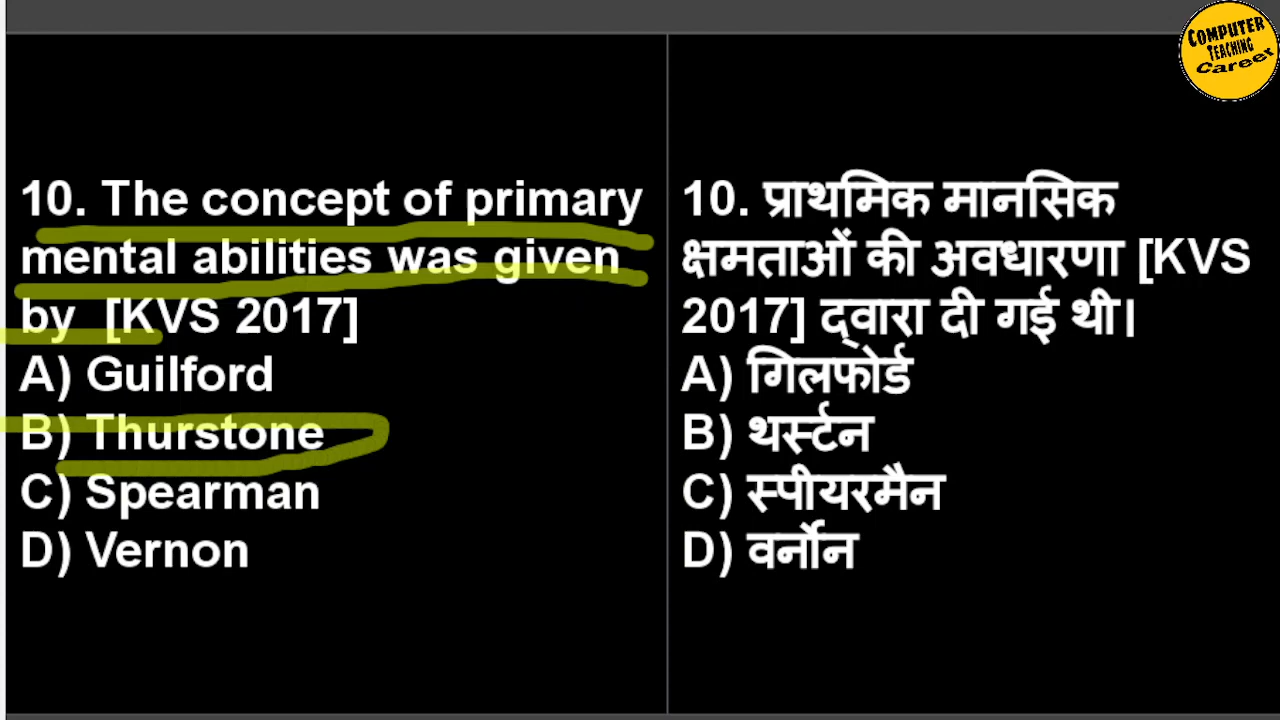 COMPUTER
TEACHING
Career
10. The concept of primary
mental abilities was given
by [KVS 2017]
A) Guilford
B) Thurstone
C) Spearman
D) Vernon
10. प्राथमिक मानसिक
क्षमताओं की अवधारणा [KVS
2017] द्वारा दी गई थी।
A) गिलफोर्ड
B) थर्स्टन
C) स्पीयरमैन
D) वर्नोन